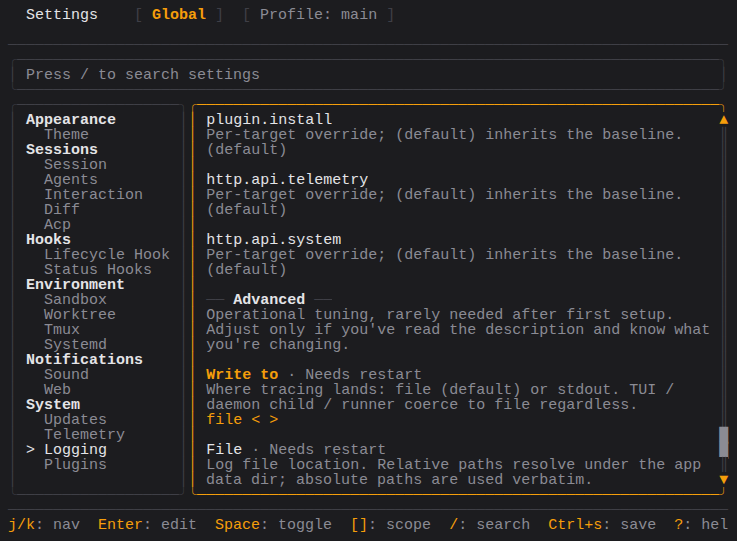 Settings [ Global ] [ Profile: main ]
Press / to search settings
Appearance
Theme
Sessions
Session
Agents
Interaction
Diff
Acp
Hooks
Lifecycle Hook
Status Hooks
Environment
Sandbox
Worktree
Tmux
Systemd
Notifications
Sound
Web
System
Updates
Telemetry
> Logging
Plugins
plugin.install
Per-target override; (default) inherits the baseline.
(default)
http.api.telemetry
Per-target override; (default) inherits the baseline.
(default)
http.api.system
Per-target override; (default) inherits the baseline.
(default)
── Advanced ──
Operational tuning, rarely needed after first setup.
Adjust only if you've read the description and know what
you're changing.
Write to · Needs restart
Where tracing lands: file (default) or stdout. TUI /
daemon child / runner coerce to file regardless.
file < >
File · Needs restart
Log file location. Relative paths resolve under the app
data dir; absolute paths are used verbatim.
j/k: nav Enter: edit Space: toggle []: scope /: search Ctrl+s: save ?: hel